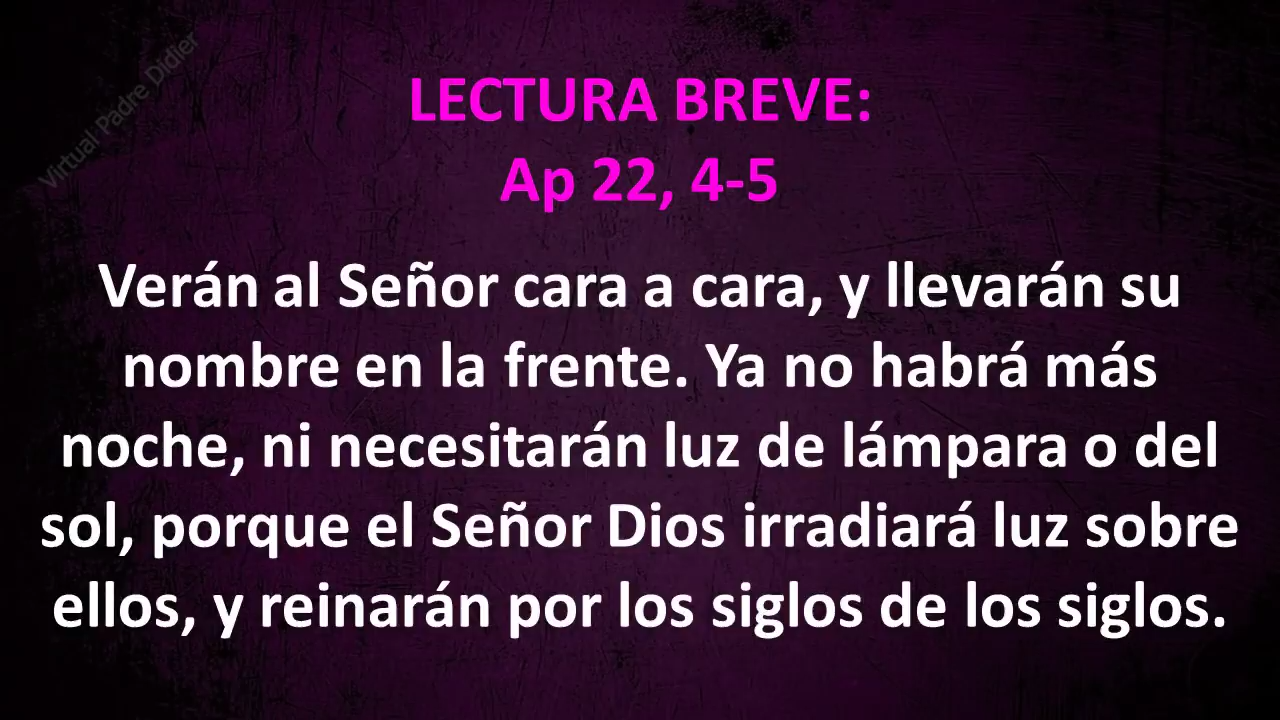 Virtual Padre Didier
LECTURA BREVE:
Ap 22, 4-5
Verán al Señor cara a cara, y llevarán su
nombre en la frente. Ya no habrá más
noche, ni necesitarán luz de lámpara o del
sol, porque el Señor Dios irradiará luz sobre
ellos, y reinarán por los siglos de los siglos.